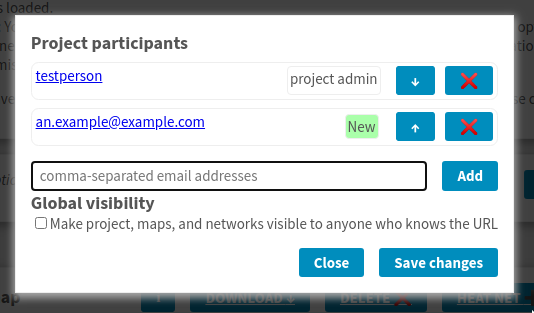 s loaded.
Project participants
testperson
project admin
↓
an.example@example.com
New
↑
comma-separated email addresses
Add
Global visibility
Make project, maps, and networks visible to anyone who knows the URL
Close
Save changes
ap
DOWNLOAD
DELETE
HEAT NET